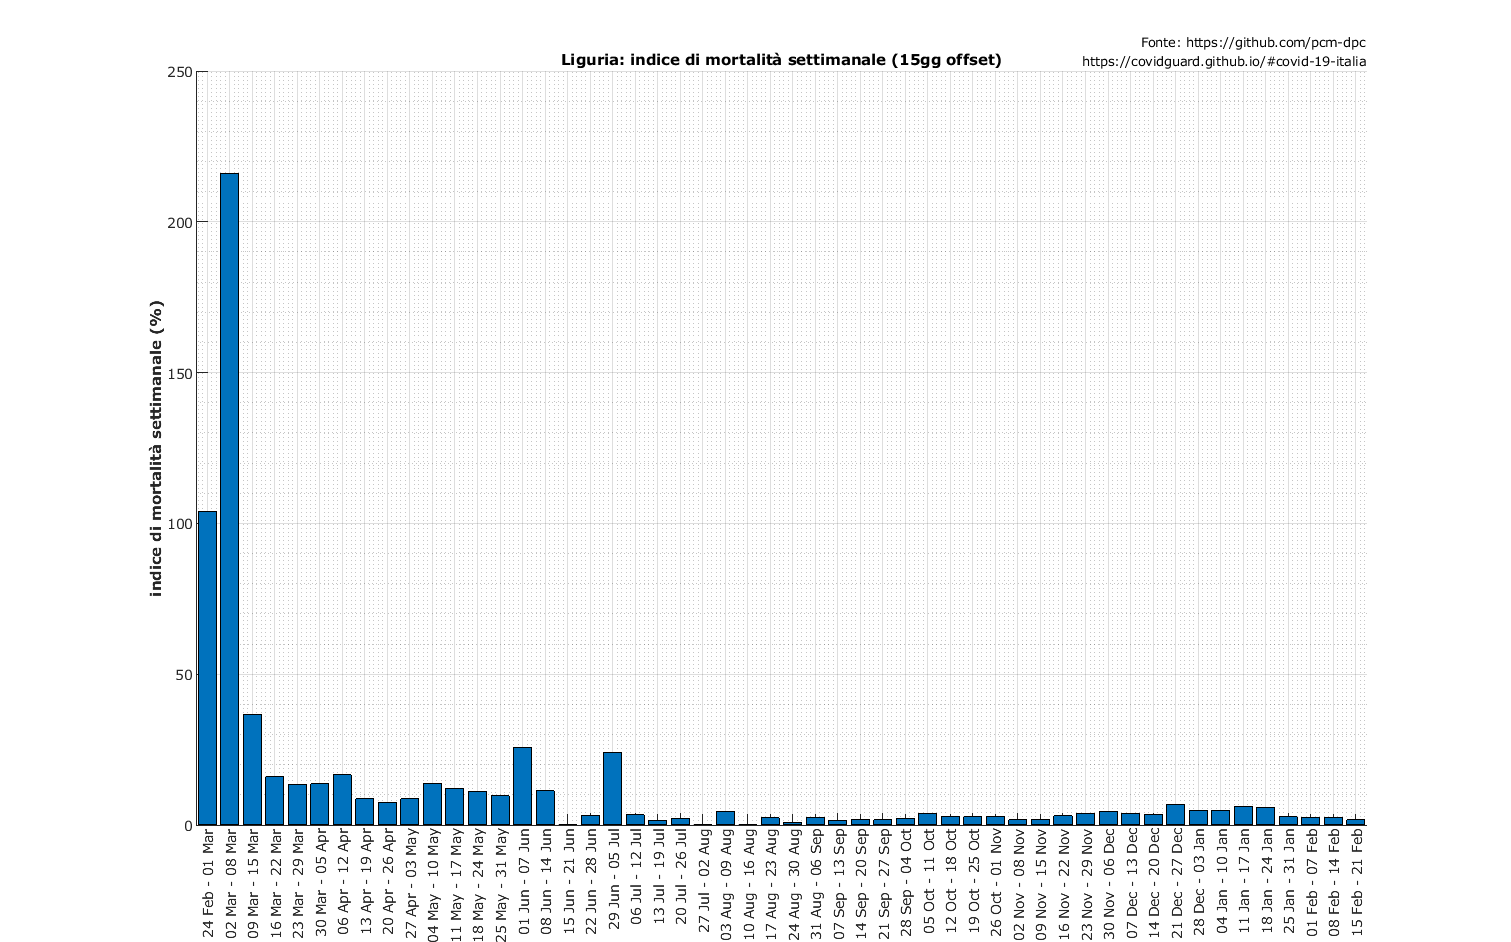 Fonte: https://github.com/pcm-dpc
https://covidguard.github.io/#covid-19-italia
Liguria: indice di mortalità settimanale (15gg offset)
indice di mortalità settimanale (%)
250
200
150
100
50
0
24 Feb - 01 Mar
02 Mar - 08 Mar
09 Mar - 15 Mar
16 Mar - 22 Mar
23 Mar - 29 Mar
30 Mar - 05 Apr
06 Apr - 12 Apr
13 Apr - 19 Apr
20 Apr - 26 Apr
27 Apr - 03 May
04 May - 10 May
11 May - 17 May
18 May - 24 May
25 May - 31 May
01 Jun - 07 Jun
08 Jun - 14 Jun
15 Jun - 21 Jun
22 Jun - 28 Jun
29 Jun - 05 Jul
06 Jul - 12 Jul
13 Jul - 19 Jul
20 Jul - 26 Jul
27 Jul - 02 Aug
03 Aug - 09 Aug
10 Aug - 16 Aug
17 Aug - 23 Aug
24 Aug - 30 Aug
31 Aug - 06 Sep
07 Sep - 13 Sep
14 Sep - 20 Sep
21 Sep - 27 Sep
28 Sep - 04 Oct
05 Oct - 11 Oct
12 Oct - 18 Oct
19 Oct - 25 Oct
26 Oct - 01 Nov
02 Nov - 08 Nov
09 Nov - 15 Nov
16 Nov - 22 Nov
23 Nov - 29 Nov
30 Nov - 06 Dec
07 Dec - 13 Dec
14 Dec - 20 Dec
21 Dec - 27 Dec
28 Dec - 03 Jan
04 Jan - 10 Jan
11 Jan - 17 Jan
18 Jan - 24 Jan
25 Jan - 31 Jan
01 Feb - 07 Feb
08 Feb - 14 Feb
15 Feb - 21 Feb